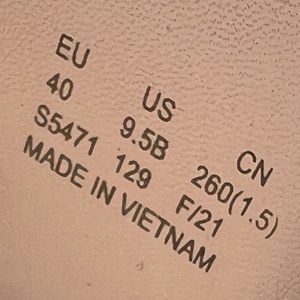 EU US CN
40 9.5B 260(1.5)
S5471 129 F/21
MADE IN VIETNAM